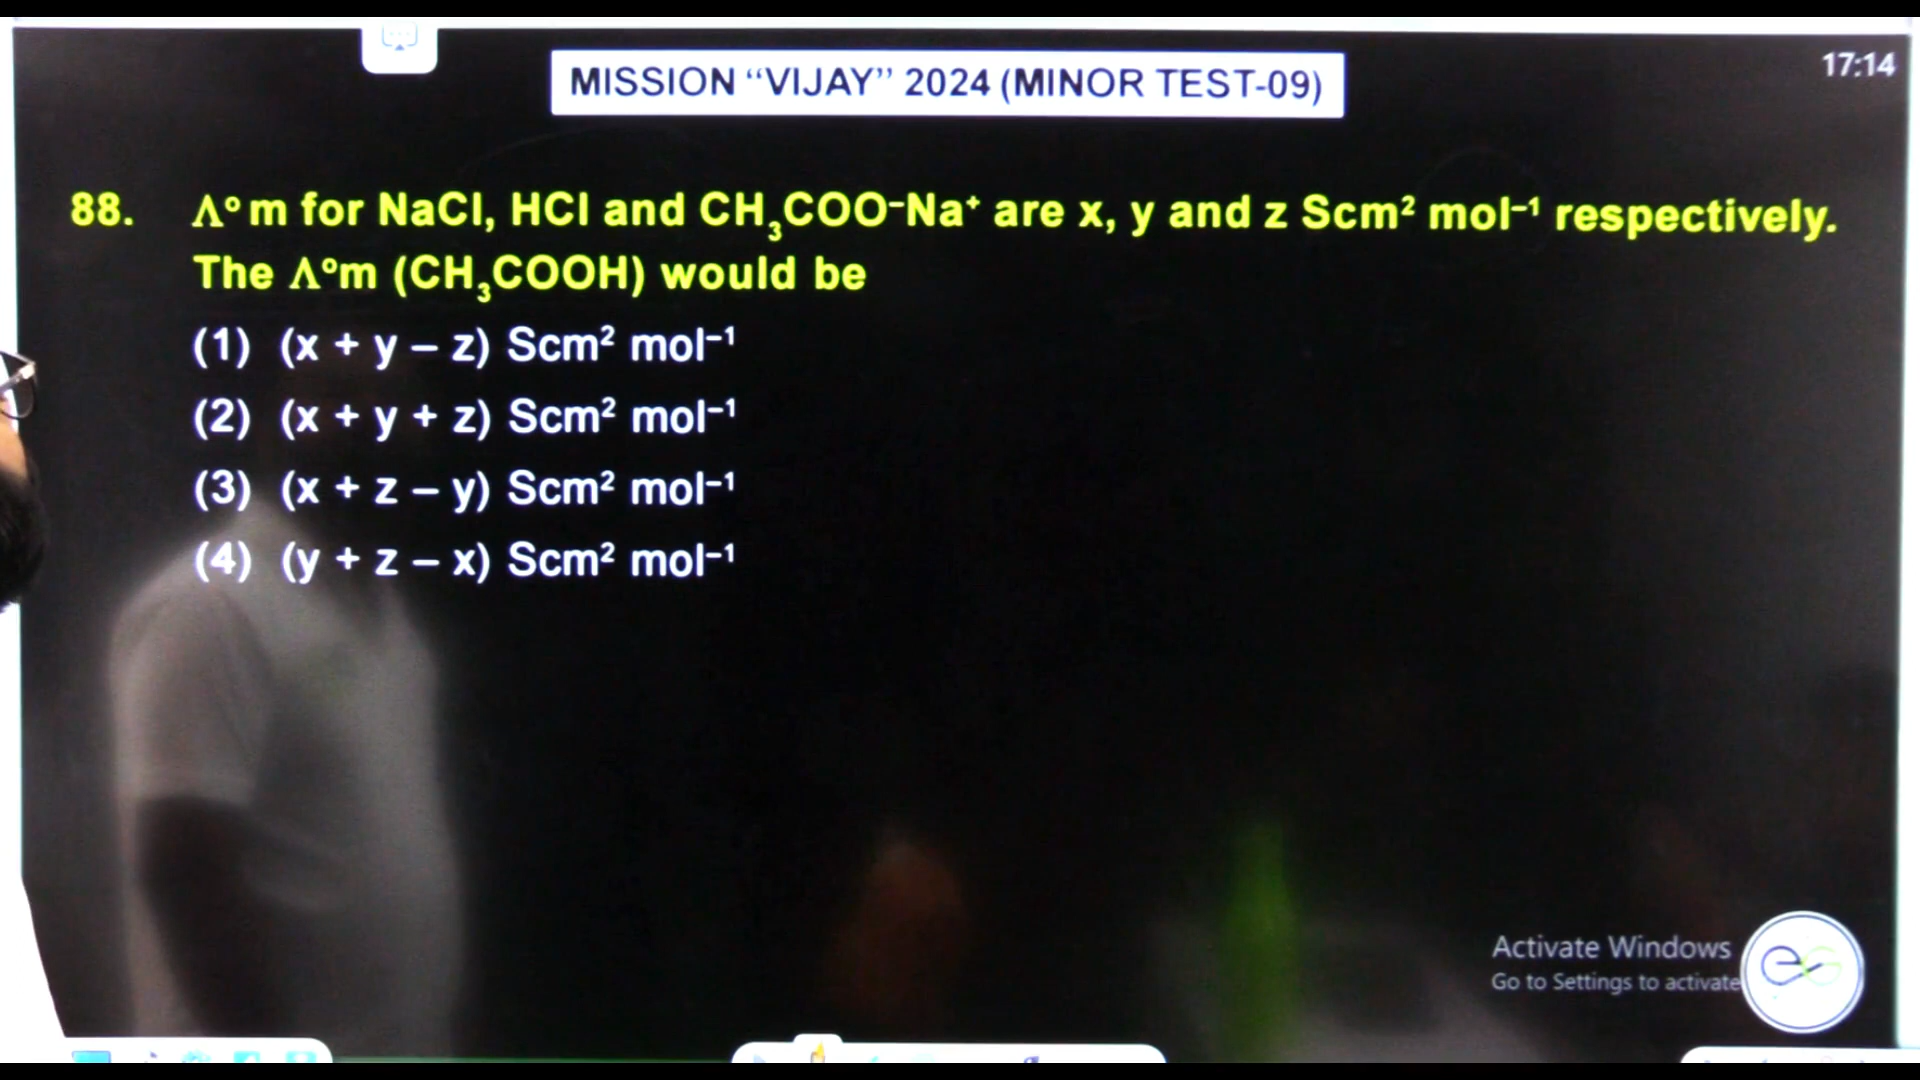 17:14
MISSION “VIJAY” 2024 (MINOR TEST-09)
88. Λ°m for NaCl, HCl and CH₃COO⁻Na⁺ are x, y and z Scm² mol⁻¹ respectively.
The Λ°m (CH₃COOH) would be
(1) (x + y – z) Scm² mol⁻¹
(2) (x + y + z) Scm² mol⁻¹
(3) (x + z – y) Scm² mol⁻¹
(4) (y + z – x) Scm² mol⁻¹
Activate Windows
Go to Settings to activate